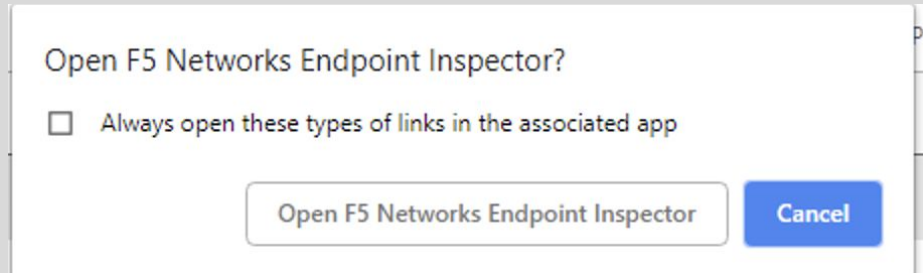 Open F5 Networks Endpoint Inspector?
Always open these types of links in the associated app
Open F5 Networks Endpoint Inspector
Cancel